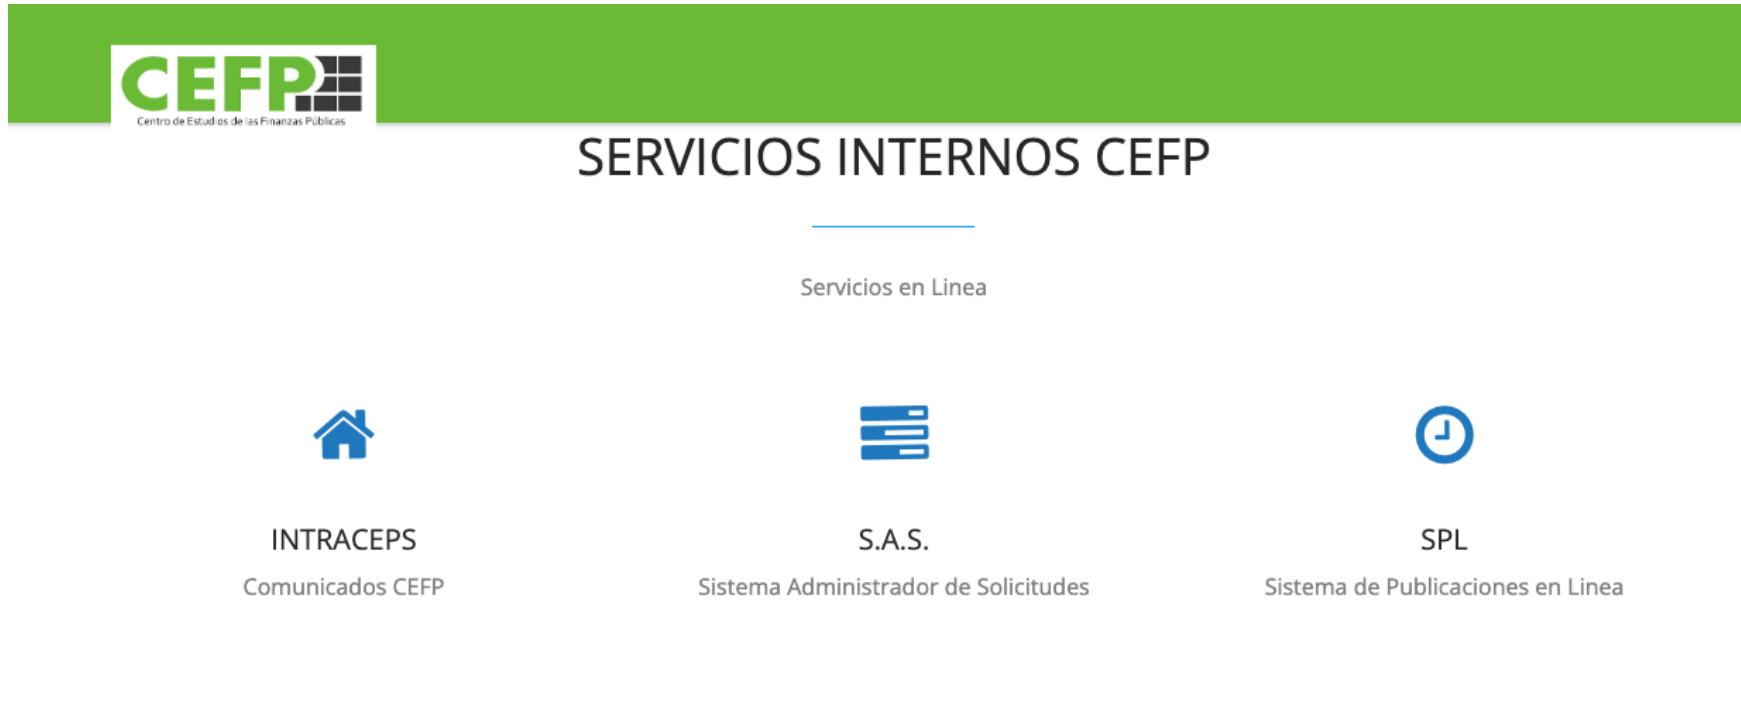 CEFP
Centro de Estudios de las Finanzas Públicas
SERVICIOS INTERNOS CEFP
Servicios en Linea
INTRACEPS
Comunicados CEFP
S.A.S.
Sistema Administrador de Solicitudes
SPL
Sistema de Publicaciones en Linea